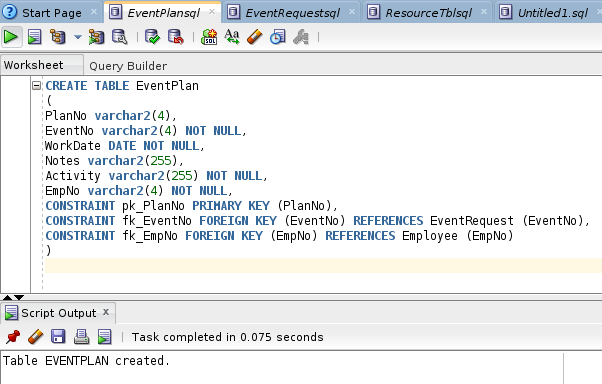 Start Page EventPlansql EventRequestsql ResourceTblsql Untitled1.sql
SQL Aa
Worksheet Query Builder
CREATE TABLE EventPlan
(
PlanNo varchar2(4),
EventNo varchar2(4) NOT NULL,
WorkDate DATE NOT NULL,
Notes varchar2(255),
Activity varchar2(255) NOT NULL,
EmpNo varchar2(4) NOT NULL,
CONSTRAINT pk_PlanNo PRIMARY KEY (PlanNo),
CONSTRAINT fk_EventNo FOREIGN KEY (EventNo) REFERENCES EventRequest (EventNo),
CONSTRAINT fk_EmpNo FOREIGN KEY (EmpNo) REFERENCES Employee (EmpNo)
)
Script Output x
Task completed in 0.075 seconds
Table EVENTPLAN created.